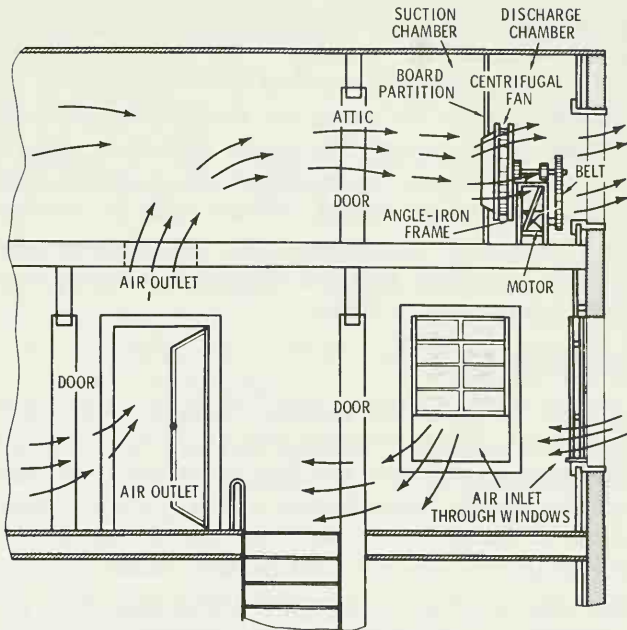 SUCTION
CHAMBER
DISCHARGE
CHAMBER
BOARD
PARTITION
CENTRIFUGAL
FAN
ATTIC
BELT
DOOR
ANGLE-IRON
FRAME
MOTOR
AIR OUTLET
DOOR
DOOR
AIR OUTLET
AIR INLET
THROUGH WINDOWS